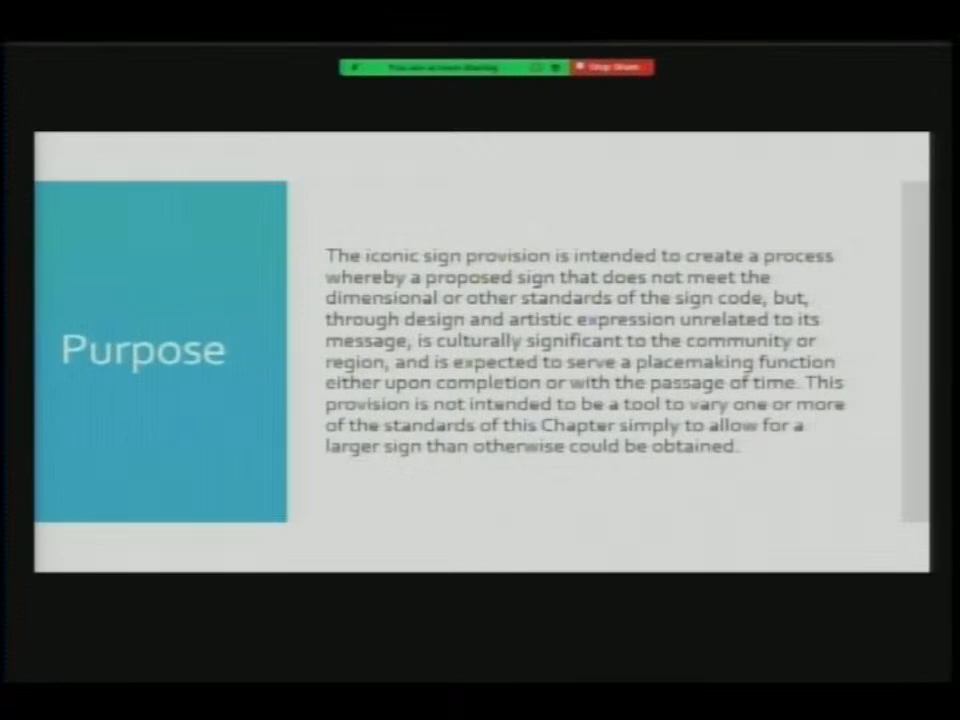 You are screen sharing
Stop Share
Purpose
The iconic sign provision is intended to create a process
whereby a proposed sign that does not meet the
dimensional or other standards of the sign code, but,
through design and artistic expression unrelated to its
message, is culturally significant to the community or
region, and is expected to serve a placemaking function
either upon completion or with the passage of time. This
provision is not intended to be a tool to vary one or more
of the standards of this Chapter simply to allow for a
larger sign than otherwise could be obtained.